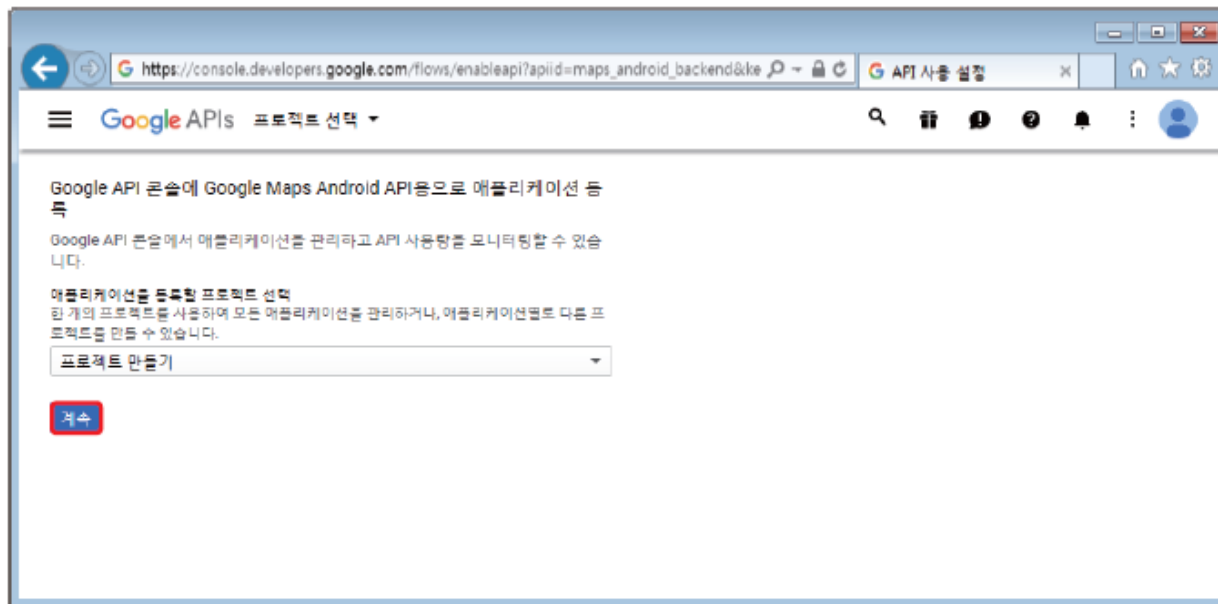 https://console.developers.google.com/flows/enableapi?apiid=maps_android_backend&ke
API 사용 설정
Google APIs 프로젝트 선택
Google API 콘솔에 Google Maps Android API용으로 애플리케이션 등
록
Google API 콘솔에서 애플리케이션을 관리하고 API 사용량을 모니터링할 수 있습
니다.
애플리케이션을 등록할 프로젝트 선택
한 개의 프로젝트를 사용하여 모든 애플리케이션을 관리하거나, 애플리케이션별로 다른 프
로젝트를 만들 수 있습니다.
프로젝트 만들기
계속